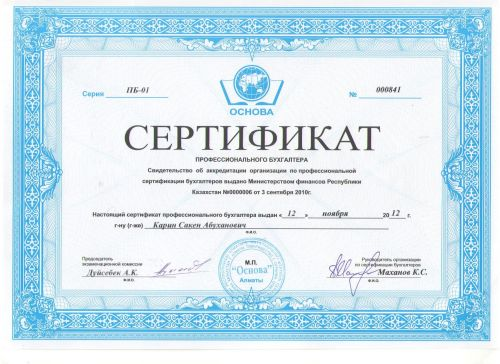 ОСНОВА
Серия ПБ-01 № 000841
СЕРТИФИКАТ
ПРОФЕССИОНАЛЬНОГО БУХГАЛТЕРА
Свидетельство об аккредитации организации по профессиональной
сертификации бухгалтеров выдано Министерством финансов Республики
Казахстан №0000006 от 3 сентября 2010г.
Настоящий сертификат профессионального бухгалтера выдан « 12 » ноября 20 12 г.
г-ну (г-же) Карин Сакен Абуханович
Ф.И.О.
Председатель
экзаменационной комиссии
Дуйсебек А.К.
Ф.И.О.
М.П.
"Основа"
Алматы
Руководитель организации
по сертификации бухгалтеров
Маханов К.С.
Ф.И.О.